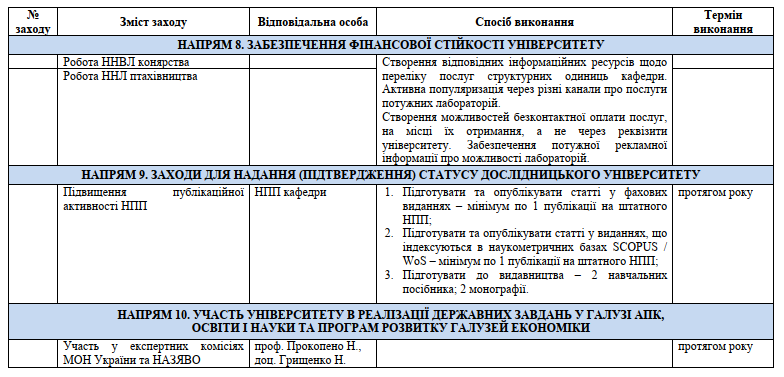 №
заходу
Зміст заходу
Відповідальна особа
Спосіб виконання
Термін
виконання
НАПРЯМ 8. ЗАБЕЗПЕЧЕННЯ ФІНАНСОВОЇ СТІЙКОСТІ УНІВЕРСИТЕТУ
Робота ННВЛ конярства
Робота ННЛ птахівництва
Створення відповідних інформаційних ресурсів щодо
переліку послуг структурних одиниць кафедри.
Активна популяризація через різні канали про послуги
потужних лабораторій.
Створення можливостей безконтактної оплати послуг,
на місці їх отримання, а не через реквізити
університету. Забезпечення потужної рекламної
інформації про можливості лабораторій.
НАПРЯМ 9. ЗАХОДИ ДЛЯ НАДАННЯ (ПІДТВЕРДЖЕННЯ) СТАТУСУ ДОСЛІДНИЦЬКОГО УНІВЕРСИТЕТУ
Підвищення публікаційної
активності НПП
НПП кафедри
1. Підготувати та опублікувати статті у фахових
виданнях – мінімум по 1 публікації на штатного
НПП;
2. Підготувати та опублікувати статті у виданнях, що
індексуються в наукометричних базах SCOPUS /
WoS – мінімум по 1 публікації на штатного НПП;
3. Підготувати до видавництва – 2 навчальних
посібника; 2 монографії.
протягом року
НАПРЯМ 10. УЧАСТЬ УНІВЕРСИТЕТУ В РЕАЛІЗАЦІЇ ДЕРЖАВНИХ ЗАВДАНЬ У ГАЛУЗІ АПК,
ОСВІТИ І НАУКИ ТА ПРОГРАМ РОЗВИТКУ ГАЛУЗЕЙ ЕКОНОМІКИ
Участь у експертних комісіях
МОН України та НАЗЯВО
проф. Прокопено Н.,
доц. Грищенко Н.
протягом року